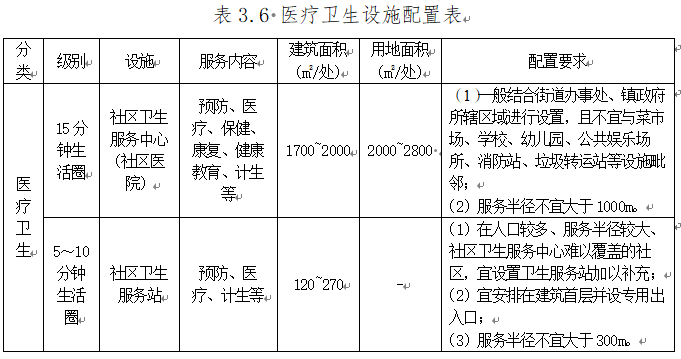 表 3.6 医疗卫生设施配置表
分类
级别
设施
服务内容
建筑面积
(㎡/处)
用地面积
(㎡/处)
配置要求
医疗卫生
15分
钟生
活圈
社区卫生
服务中心
(社区医
院)
预防、医
疗、保健、
康复、健康
教育、计生
等
1700~2000
2000~2800
(1)一般结合街道办事处、镇政府
所辖区域进行设置，且不宜与菜市
场、学校、幼儿园、公共娱乐场
所、消防站、垃圾转运站等设施毗
邻；
(2) 服务半径不宜大于1000m。
5～10
分钟
生活
圈
社区卫生
服务站
预防、医
疗、计生等
120~270
-
(1) 在人口较多、服务半径较大、
社区卫生服务中心难以覆盖的社
区，宜设置卫生服务站加以补充；
(2) 宜安排在建筑首层并设专用出
入口；
(3) 服务半径不宜大于300m。